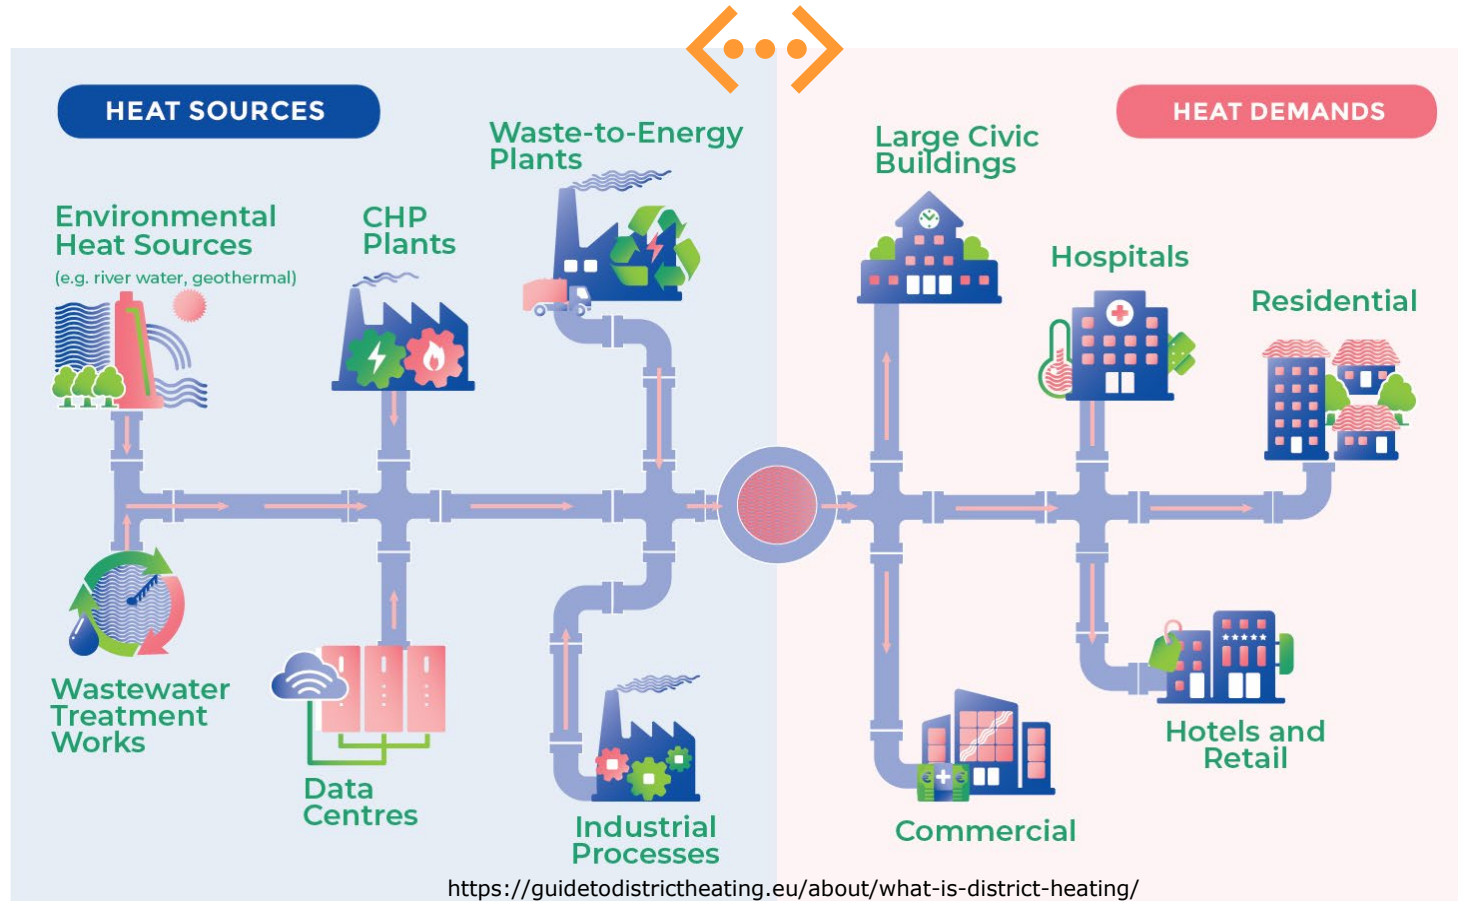 HEAT SOURCES
HEAT DEMANDS
Waste-to-Energy
Plants
Large Civic
Buildings
Environmental
Heat Sources
(e.g. river water, geothermal)
CHP
Plants
Hospitals
Residential
Wastewater
Treatment
Works
Data
Centres
Industrial
Processes
Hotels and
Retail
Commercial
https://guidetodistrictheating.eu/about/what-is-district-heating/